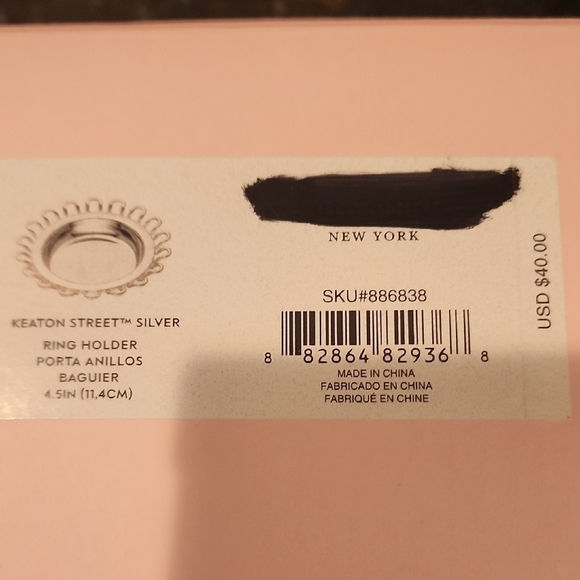 KEATON STREET™ SILVER
RING HOLDER
PORTA ANILLOS
BAGUIER
4.5IN (11,4CM)
NEW YORK
SKU#886838
8 82864 82936 8
MADE IN CHINA
FABRICADO EN CHINA
FABRIQUÉ EN CHINE
USD $40.00